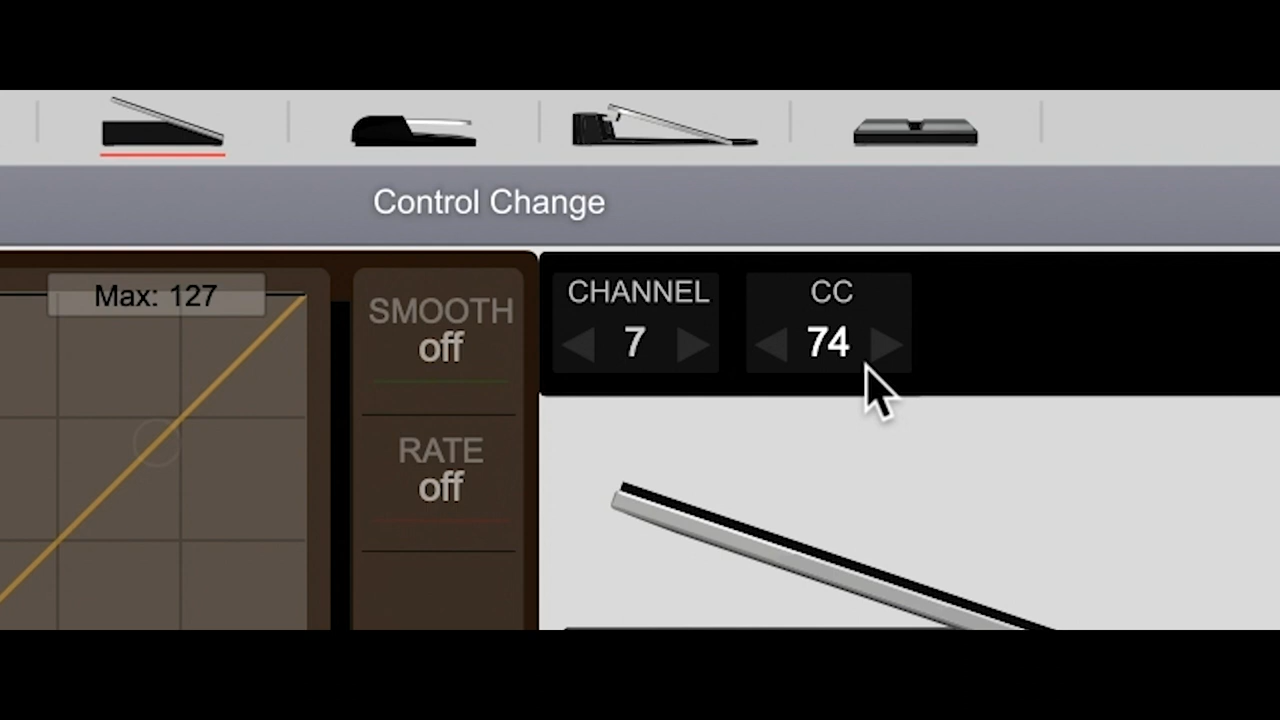 Control Change
Max: 127
SMOOTH
off
RATE
off
CHANNEL
7
CC
74